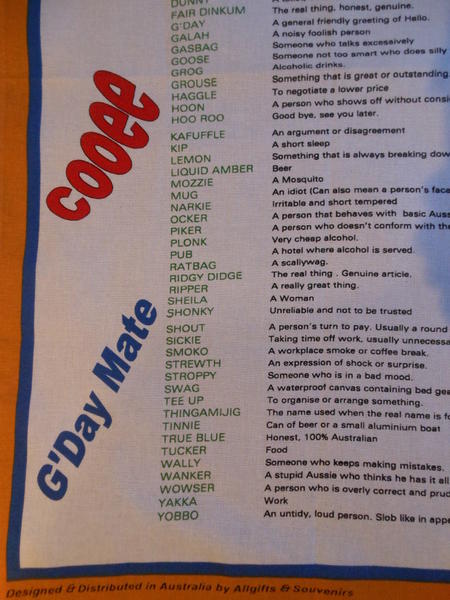 DUNNY
FAIR DINKUM The real thing, honest, genuine.
G'DAY A general friendly greeting of Hello.
GALAH A noisy foolish person
GASBAG Someone who talks excessively
GOOSE Someone not too smart who does silly
GROG Alcoholic drinks.
GROUSE Something that is great or outstanding
HAGGLE To negotiate a lower price
HOON A person who shows off without consi
HOO ROO Good bye, see you later.
cooee
KAFUFFLE An argument or disagreement
KIP A short sleep
LEMON Something that is always breaking dow
LIQUID AMBER Beer
MOZZIE A Mosquito
MUG An idiot (Can also mean a person's face
NARKIE Irritable and short tempered
OCKER A person that behaves with basic Auss
PIKER A person who doesn't conform with the
PLONK Very cheap alcohol.
PUB A hotel where alcohol is served.
RATBAG A scallywag.
RIDGY DIDGE The real thing . Genuine article.
RIPPER A really great thing.
SHEILA A Woman
SHONKY Unreliable and not to be trusted
G'Day Mate
SHOUT A person's turn to pay. Usually a round
SICKIE Taking time off work, usually unnecessa
SMOKO A workplace smoke or coffee break.
STREWTH An expression of shock or surprise.
STROPPY Someone who is in a bad mood.
SWAG A waterproof canvas containing bed gea
TEE UP To organise or arrange something.
THINGAMIJIG The name used when the real name is fo
TINNIE Can of beer or a small aluminium boat
TRUE BLUE Honest, 100% Australian
TUCKER Food
WALLY Someone who keeps making mistakes.
WANKER A stupid Aussie who thinks he has it all
WOWSER A person who is overly correct and prud
YAKKA Work
YOBBO An untidy, loud person. Slob like in appe
Designed & Distributed in Australia by Allgifts & Souvenirs